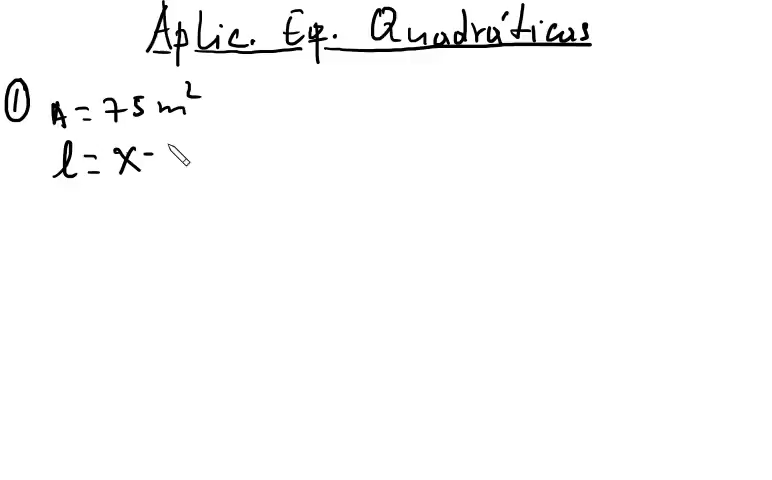 Aplic. Eq. Quadráticas
① A = 75 m²
l = x -